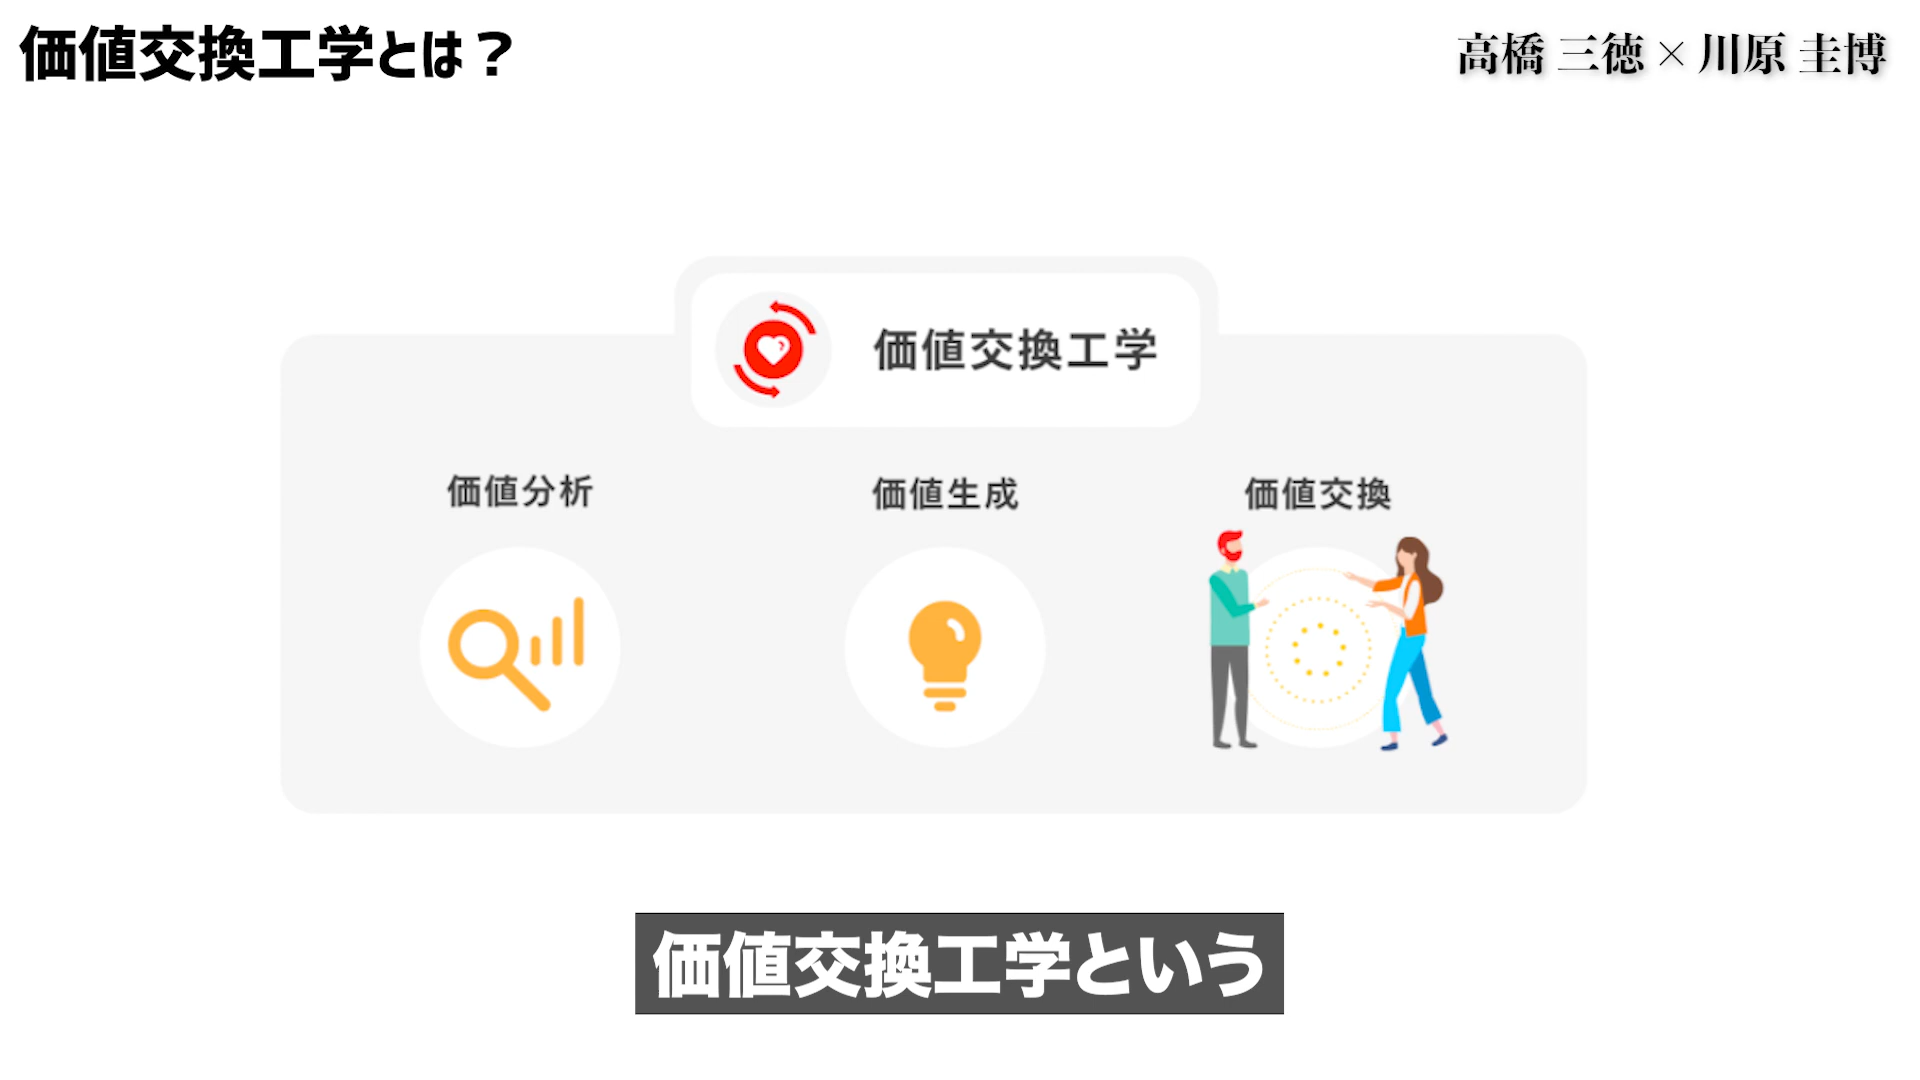 価値交換工学とは？
高橋 三徳×川原 圭博
価値交換工学
価値分析
価値生成
価値交換
価値交換工学という